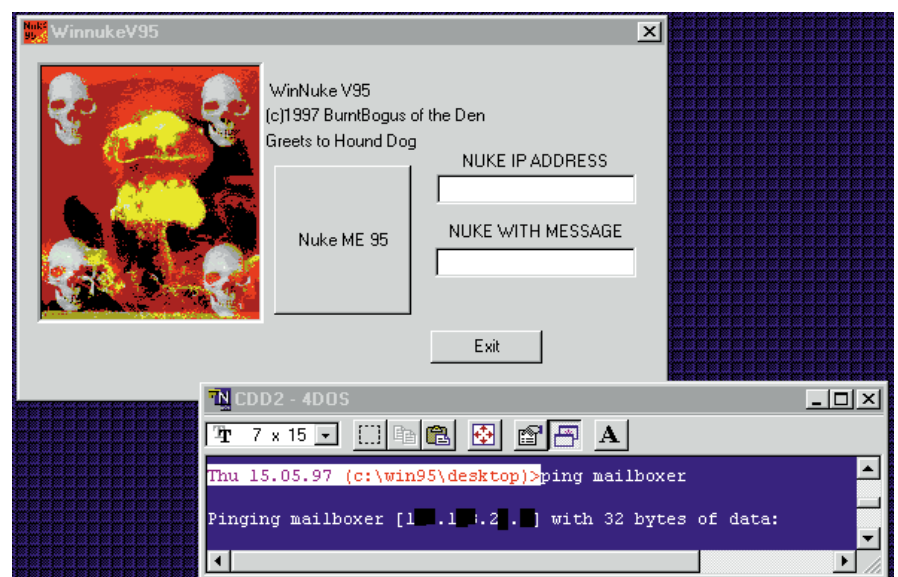 Nuke 95
WinnukeV95
WinNuke V95
(c)1997 BurntBogus of the Den
Greets to Hound Dog
NUKE IP ADDRESS
Nuke ME 95
NUKE WITH MESSAGE
Exit
CDD2 - 4DOS
7 x 15
A
Thu 15.05.97 (c:\win95\desktop)>ping mailboxer
Pinging mailboxer [1 .1 .2 . ] with 32 bytes of data: